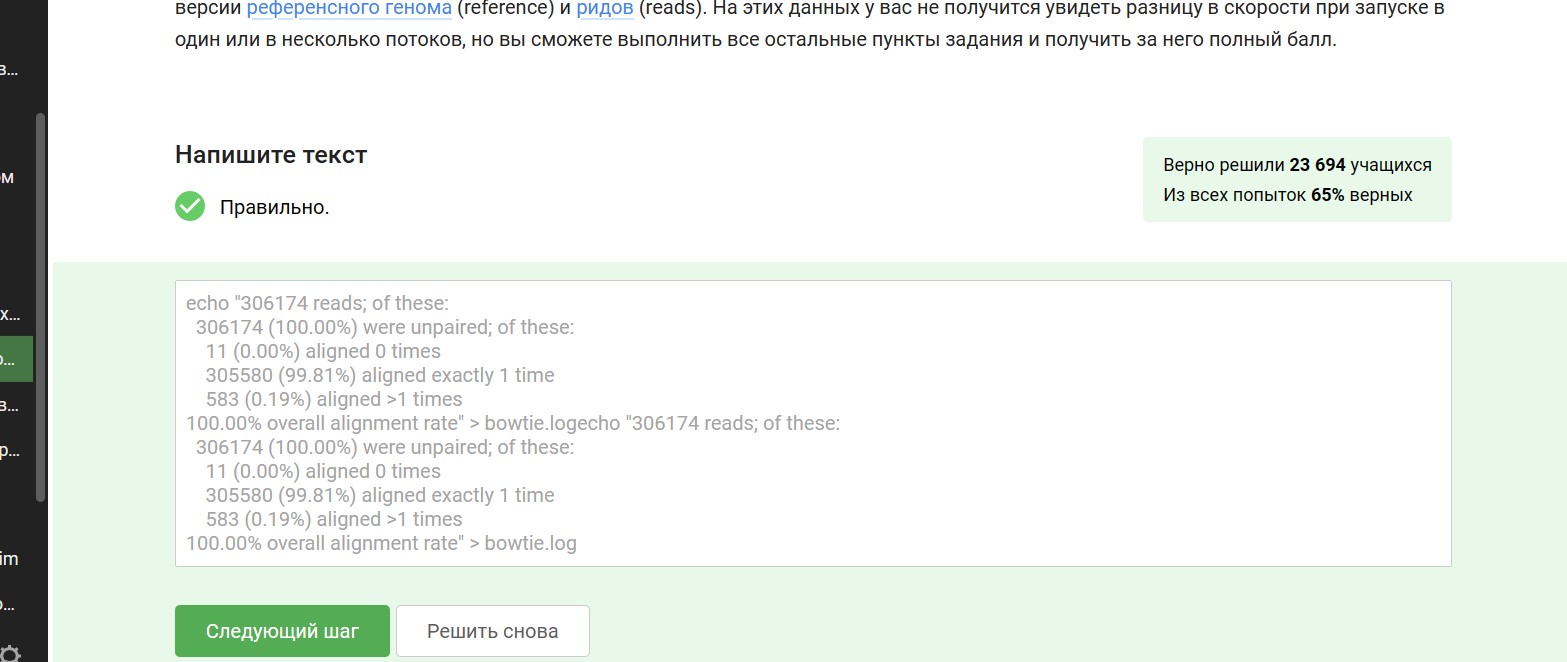 версии референсного генома (reference) и ридов (reads). На этих данных у вас не получится увидеть разницу в скорости при запуске в
один или в несколько потоков, но вы сможете выполнить все остальные пункты задания и получить за него полный балл.
Напишите текст
Правильно.
Верно решили 23 694 учащихся
Из всех попыток 65% верных
echo "306174 reads; of these:
306174 (100.00%) were unpaired; of these:
11 (0.00%) aligned 0 times
305580 (99.81%) aligned exactly 1 time
583 (0.19%) aligned >1 times
100.00% overall alignment rate" > bowtie.logecho "306174 reads; of these:
306174 (100.00%) were unpaired; of these:
11 (0.00%) aligned 0 times
305580 (99.81%) aligned exactly 1 time
583 (0.19%) aligned >1 times
100.00% overall alignment rate" > bowtie.log
Следующий шаг
Решить снова